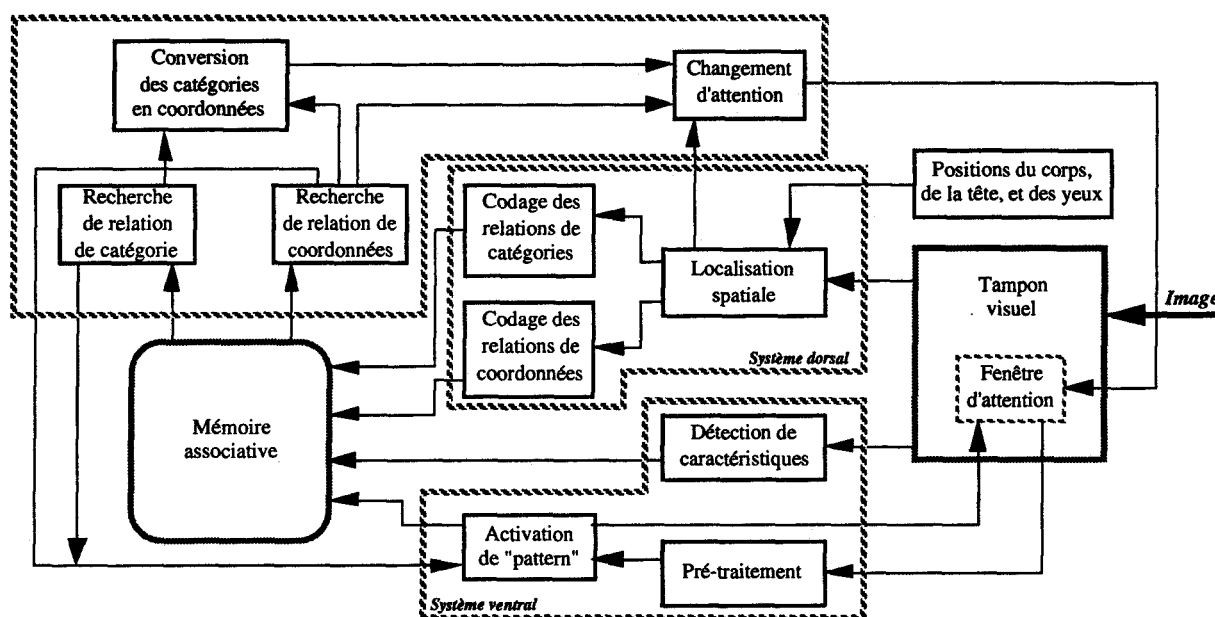 Conversion
des catégories
en coordonnées
Changement
d'attention
Positions du corps,
de la tête, et des yeux
Recherche
de relation
de catégorie
Recherche
de relation de
coordonnées
Codage des
relations de
catégories
Localisation
spatiale
Tampon
visuel
Image
Codage des
relations de
coordonnées
Système dorsal
Fenêtre
d'attention
Mémoire
associative
Détection de
caractéristiques
Activation
de "pattern"
Pré-traitement
Système ventral